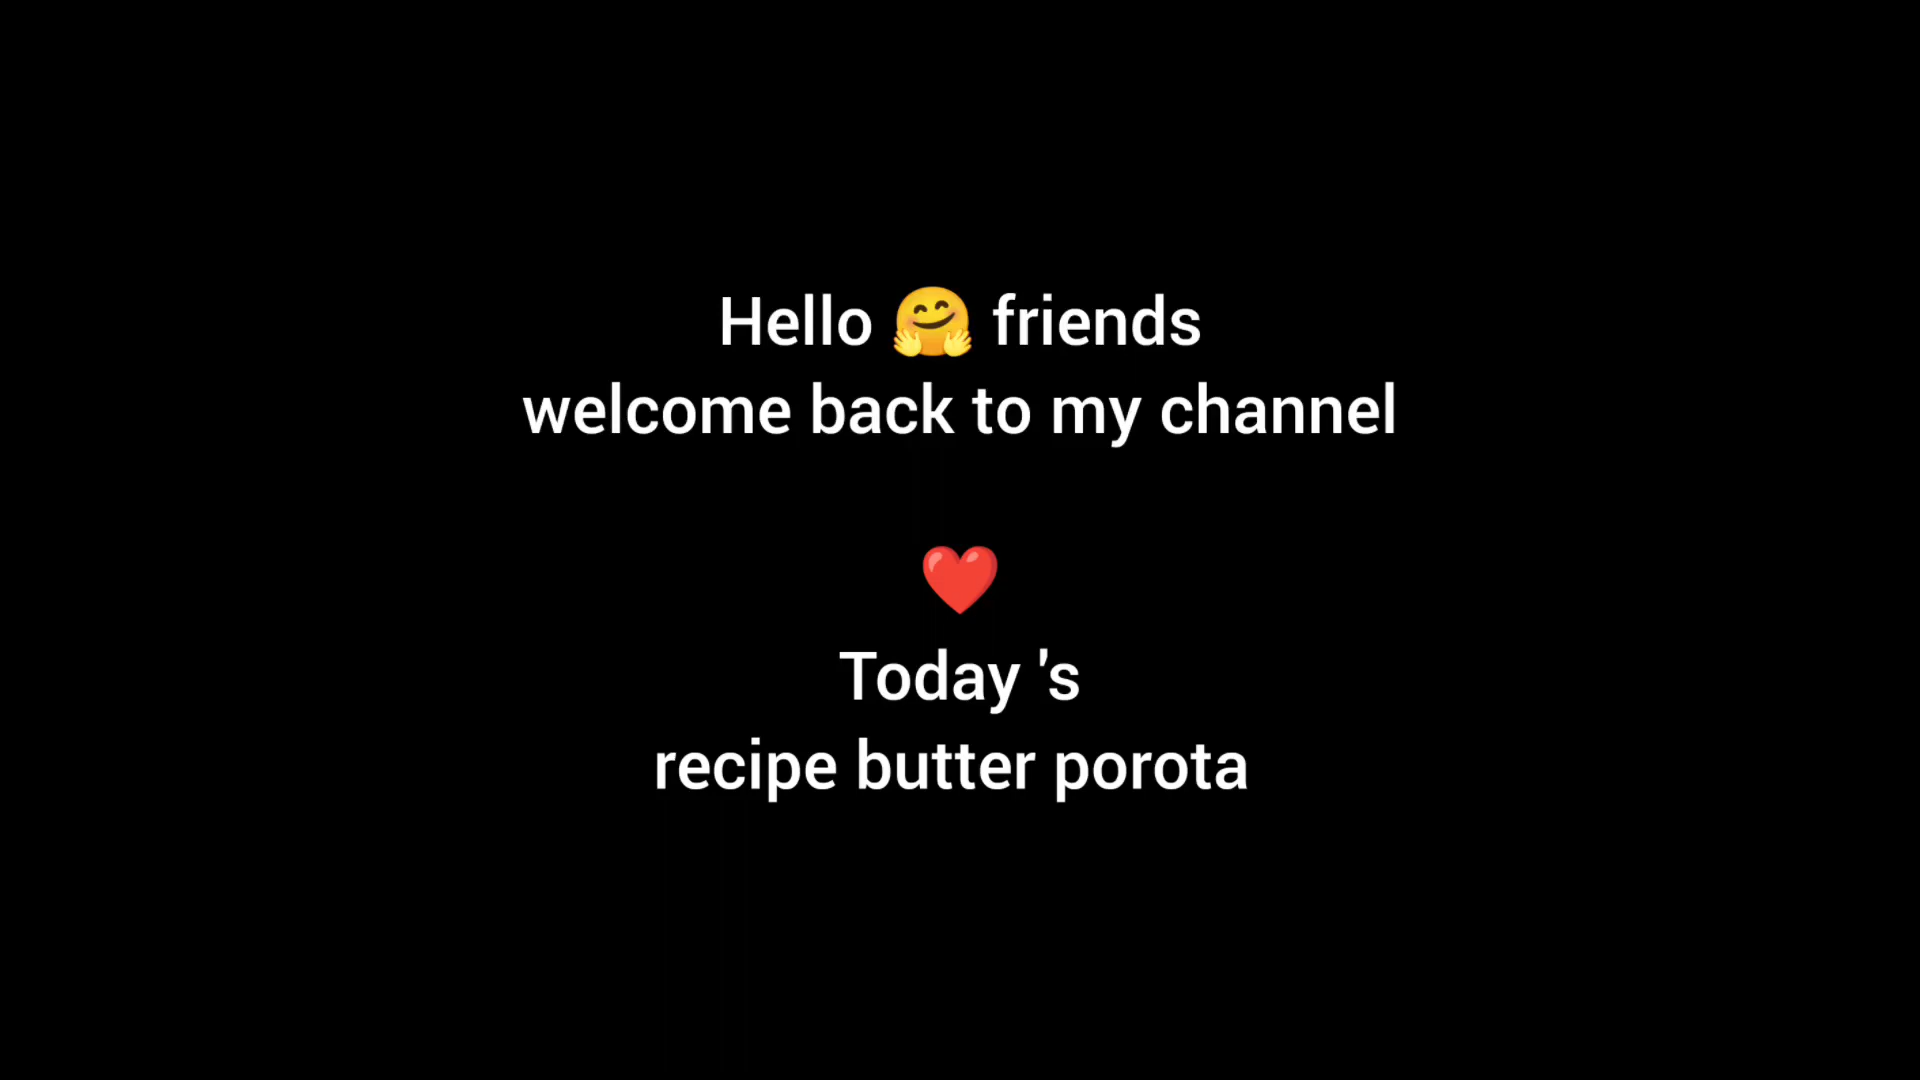 Hello 🤗 friends
welcome back to my channel
❤️
Today 's
recipe butter porota